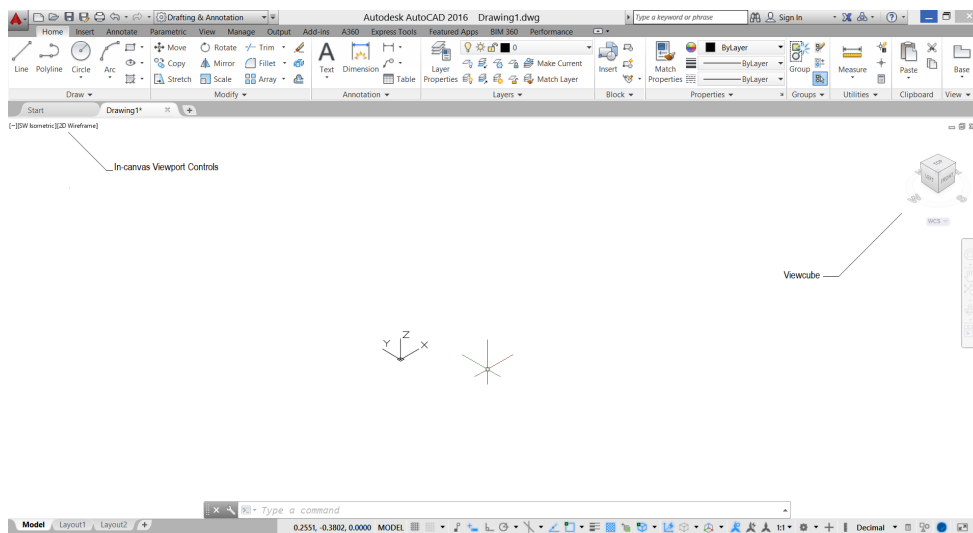 Drafting & Annotation
Autodesk AutoCAD 2016 Drawing1.dwg
Type a keyword or phrase
Sign In
Home Insert Annotate Parametric View Manage Output Add-ins A360 Express Tools Featured Apps BIM 360 Performance
Move Rotate Trim
0
ByLayer
Copy Mirror Fillet
Make Current
ByLayer
Line Polyline Circle Arc
Text Dimension
Layer Properties
Insert
Match Properties
Group
Measure
Paste
Base
Stretch Scale Array
Table
Match Layer
ByLayer
Draw Modify Annotation Layers Block Properties Groups Utilities Clipboard View
Start Drawing1*
[−][SW Isometric][2D Wireframe]
In-canvas Viewport Controls
TOP
LEFT FRONT
WCS
Viewcube
Z
Y X
Type a command
Model Layout1 Layout2 +
0.2551, -0.3802, 0.0000 MODEL
1:1
Decimal